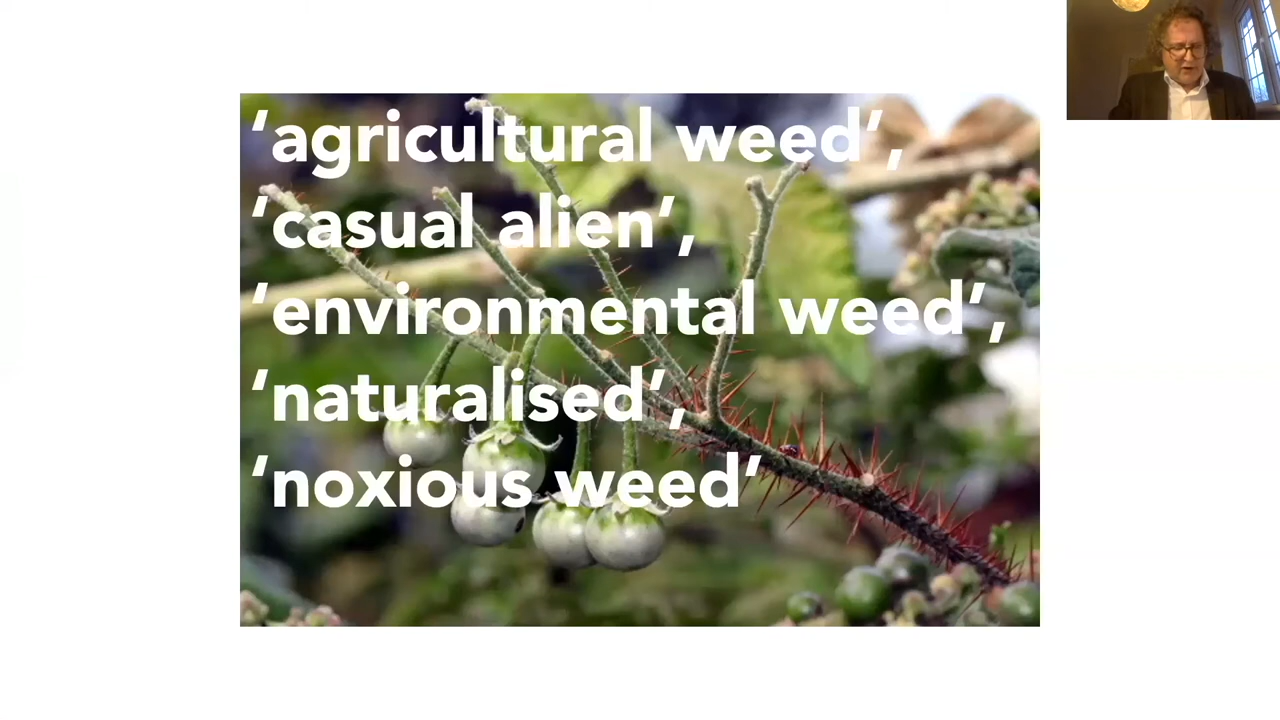 ‘agricultural weed’,
‘casual alien’,
‘environmental weed’,
‘naturalised’,
‘noxious weed’